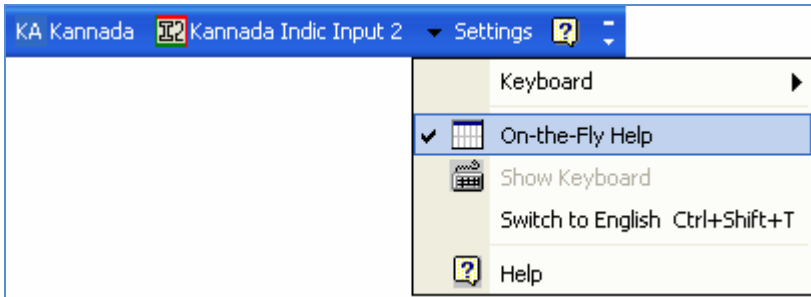 KA Kannada Kannada Indic Input 2 Settings
Keyboard
On-the-Fly Help
Show Keyboard
Switch to English Ctrl+Shift+T
Help